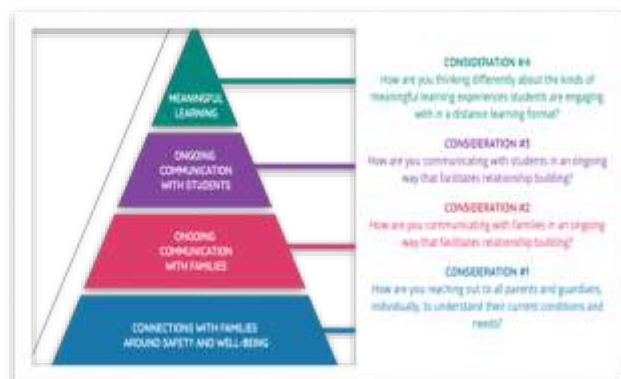 MEANINGFUL
LEARNING
ONGOING
COMMUNICATION
WITH STUDENTS
ONGOING
COMMUNICATION
WITH FAMILIES
CONNECTIONS WITH FAMILIES
AROUND SAFETY AND WELL-BEING
CONSIDERATION #4
How are you thinking differently about the kinds of
meaningful learning experiences students are engaging
with in a distance learning format?
CONSIDERATION #3
How are you communicating with students in an ongoing
way that facilitates relationship building?
CONSIDERATION #2
How are you communicating with families in an ongoing
way that facilitates relationship building?
CONSIDERATION #1
How are you reaching out to all parents and guardians,
individually, to understand their current conditions and
needs?